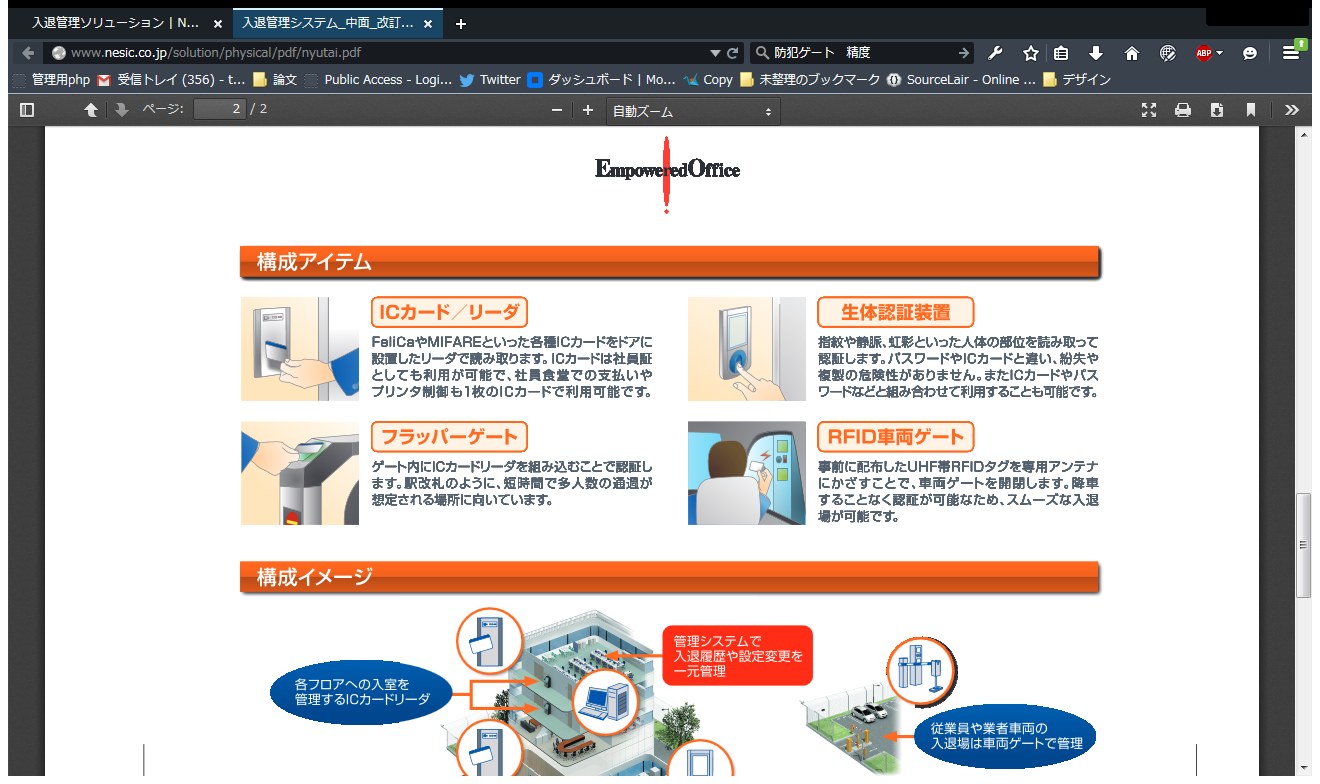 入退管理ソリューション | N...
入退管理システム_中面_改訂...
www.nesic.co.jp/solution/physical/pdf/nyutai.pdf
防犯ゲート 精度
ABP
管理用php
受信トレイ (356) - t...
論文
Public Access - Logi...
Twitter
ダッシュボード | Mo...
Copy
未整理のブックマーク
SourceLair - Online ...
デザイン
ページ: 2 / 2
自動ズーム
EmpoweredOffice
構成アイテム
ICカード／リーダ
FeliCaやMIFAREといった各種ICカードをドアに
設置したリーダで読み取ります。ICカードは社員証
としても利用が可能で、社員食堂での支払いや
プリンタ制御も1枚のICカードで利用可能です。
生体認証装置
指紋や静脈、虹彩といった人体の部位を読み取って
認証します。パスワードやICカードと違い、紛失や
複製の危険性がありません。またICカードやパス
ワードなどと組み合わせて利用することも可能です。
フラッパーゲート
ゲート内にICカードリーダを組み込むことで認証し
ます。駅改札のように、短時間で多人数の通過が
想定される場所に向いています。
RFID車両ゲート
事前に配布したUHF帯RFIDタグを専用アンテナ
にかざすことで、車両ゲートを開閉します。降車
することなく認証が可能なため、スムーズな入退
場が可能です。
構成イメージ
各フロアへの入室を
管理するICカードリーダ
管理システムで
入退履歴や設定変更を
一元管理
従業員や業者車両の
入退場は車両ゲートで管理